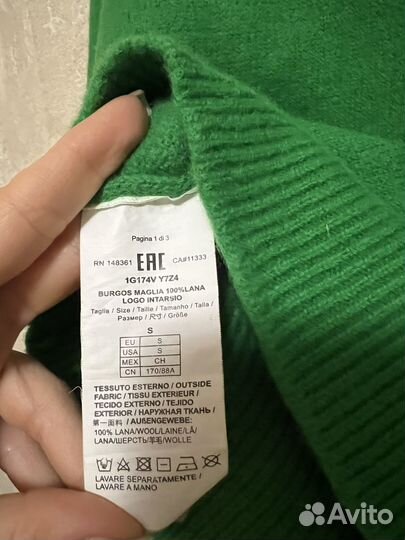 Pagina 1 di 3
RN 148361 EAC CA#11333
1G174V Y7Z4
BURGOS MAGLIA 100%LANA
LOGO INTARSIO
Taglia / Size / Taille / Tamanho / Talla /
Размер / 尺寸 / Größe
S
EU S
USA S
MEX CH
CN 170/88A
TESSUTO ESTERNO / OUTSIDE
FABRIC / TISSU EXTERIEUR /
TECIDO EXTERNO / TEJIDO
EXTERIOR / НАРУЖНАЯ ТКАНЬ /
第一面料 / AUßENGEWEBE:
100% LANA/WOOL/LAINE/LÃ/
LANA/ШЕРСТЬ/羊毛/WOLLE
LAVARE SEPARATAMENTE /
LAVARE A MANO
Avito